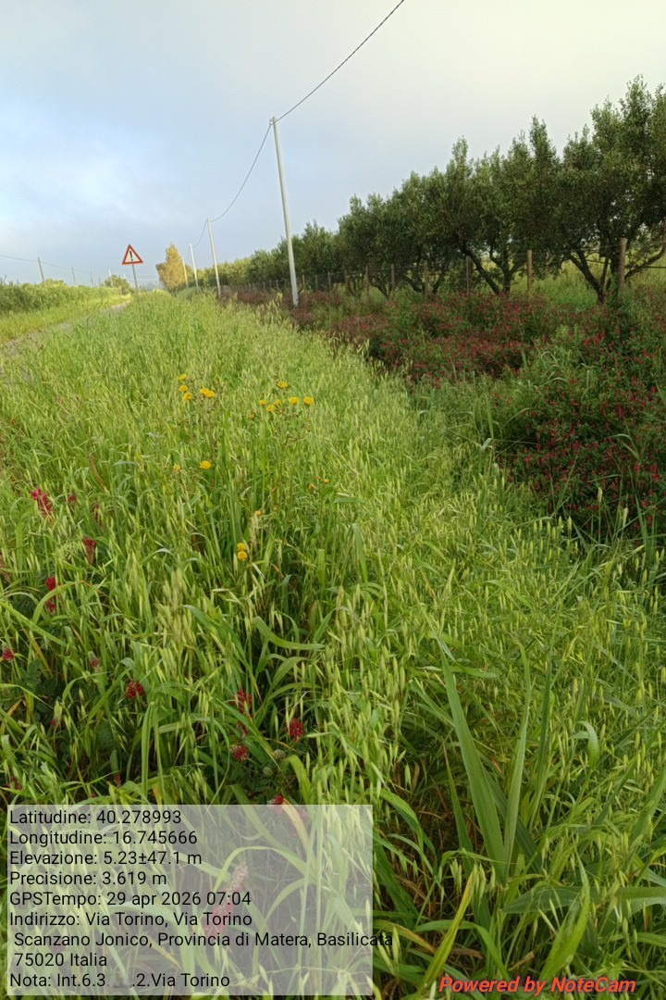 Latitudine: 40.278993
Longitudine: 16.745666
Elevazione: 5.23±47.1 m
Precisione: 3.619 m
GPSTempo: 29 apr 2026 07:04
Indirizzo: Via Torino, Via Torino
Scanzano Jonico, Provincia di Matera, Basilicata
75020 Italia
Nota: Int.6.3.__.2.Via Torino
Powered by NoteCam